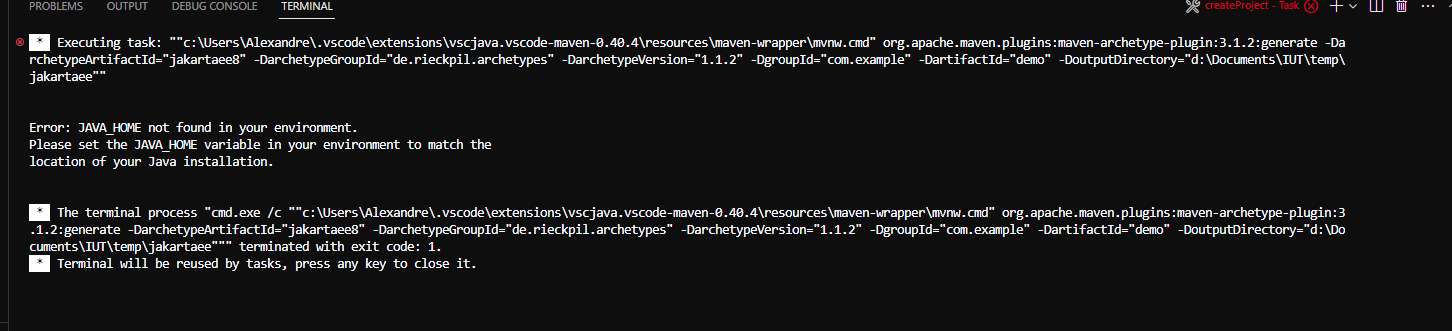 PROBLEMS OUTPUT DEBUG CONSOLE TERMINAL createProject - Task
* Executing task: ""c:\Users\Alexandre\.vscode\extensions\vscjava.vscode-maven-0.40.4\resources\maven-wrapper\mvnw.cmd" org.apache.maven.plugins:maven-archetype-plugin:3.1.2:generate -Da
rchetypeArtifactId="jakartaee8" -DarchetypeGroupId="de.rieckpil.archetypes" -DarchetypeVersion="1.1.2" -DgroupId="com.example" -DartifactId="demo" -DoutputDirectory="d:\Documents\IUT\temp\
jakartaee""
Error: JAVA_HOME not found in your environment.
Please set the JAVA_HOME variable in your environment to match the
location of your Java installation.
* The terminal process "cmd.exe /c ""c:\Users\Alexandre\.vscode\extensions\vscjava.vscode-maven-0.40.4\resources\maven-wrapper\mvnw.cmd" org.apache.maven.plugins:maven-archetype-plugin:3
.1.2:generate -DarchetypeArtifactId="jakartaee8" -DarchetypeGroupId="de.rieckpil.archetypes" -DarchetypeVersion="1.1.2" -DgroupId="com.example" -DartifactId="demo" -DoutputDirectory="d:\Do
cuments\IUT\temp\jakartaee""" terminated with exit code: 1.
* Terminal will be reused by tasks, press any key to close it.